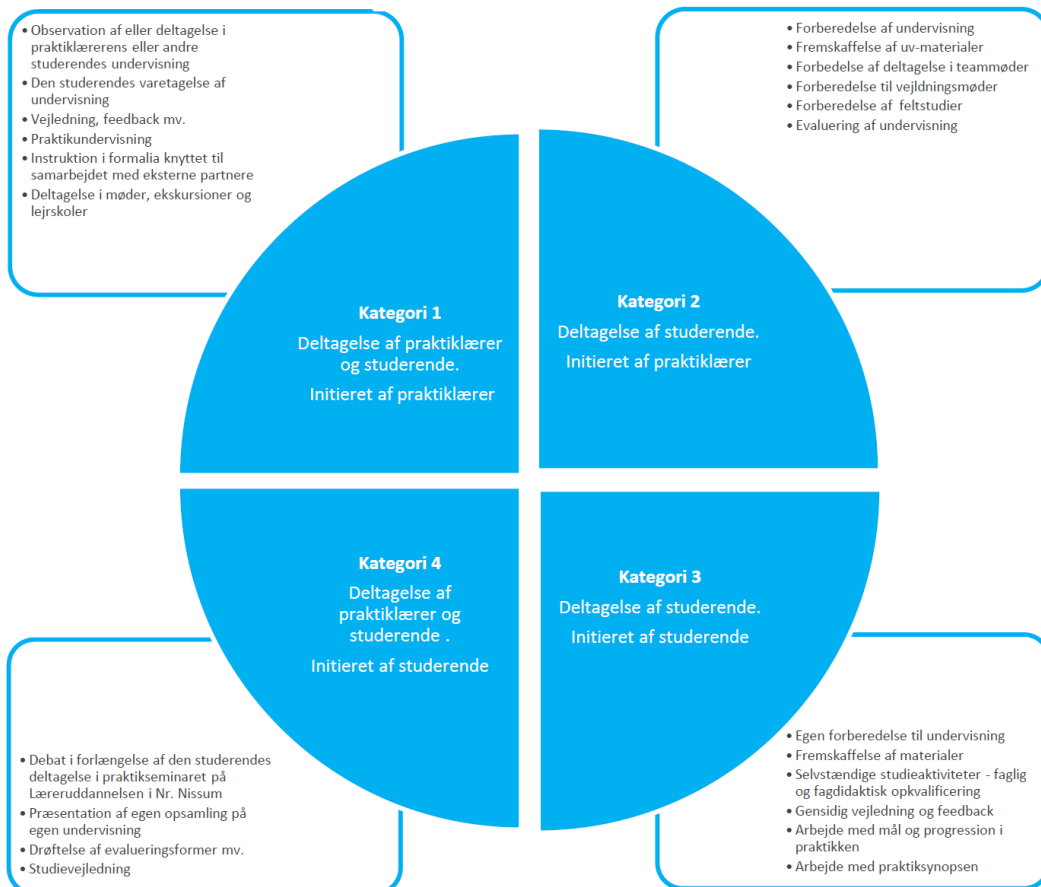 • Observation af eller deltagelse i
praktiklærerens eller andre
studerendes undervisning
• Den studerendes varetagelse af
undervisning
• Vejledning, feedback mv.
• Praktikundervisning
• Instruktion i formalia knyttet til
samarbejdet med eksterne partnere
• Deltagelse i møder, ekskursioner og
lejrskoler
• Forberedelse af undervisning
• Fremskaffelse af uv-materialer
• Forbedelse af deltagelse i teammøder
• Forberedelse til vejldningsmøder
• Forberedelse af feltstudier
• Evaluering af undervisning
Kategori 1
Deltagelse af praktiklærer
og studerende.
Initieret af praktiklærer
Kategori 2
Deltagelse af studerende.
Initieret af praktiklærer
Kategori 4
Deltagelse af
praktiklærer og
studerende .
Initieret af studerende
Kategori 3
Deltagelse af studerende.
Initieret af studerende
• Debat i forlængelse af den studerendes
deltagelse i praktikseminaret på
Læreruddannelsen i Nr. Nissum
• Præsentation af egen opsamling på
egen undervisning
• Drøftelse af evalueringsformer mv.
• Studievejledning
• Egen forberedelse til undervisning
• Fremskaffelse af materialer
• Selvstændige studieaktiviteter - faglig
og fagdidaktisk opkvalificering
• Gensidig vejledning og feedback
• Arbejde med mål og progression i
praktikken
• Arbejde med praktiksynopsen